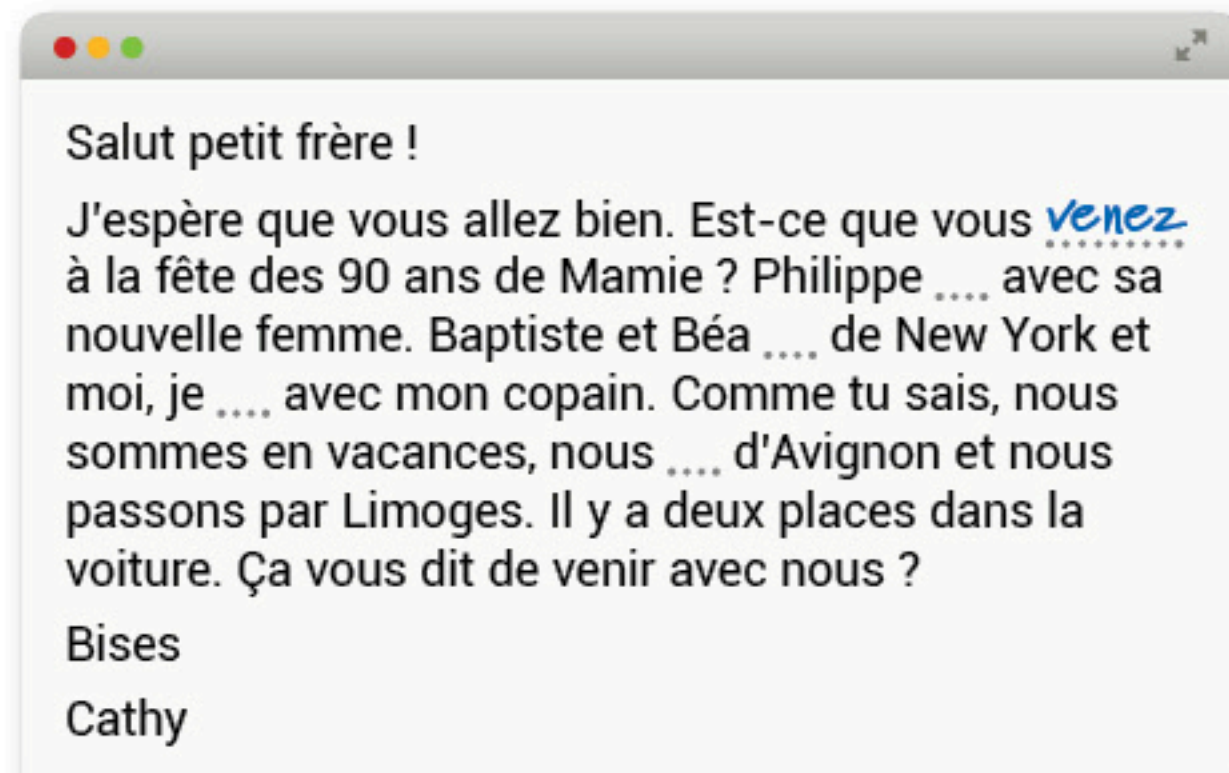 Salut petit frère !
J'espère que vous allez bien. Est-ce que vous venez
à la fête des 90 ans de Mamie ? Philippe .... avec sa
nouvelle femme. Baptiste et Béa .... de New York et
moi, je .... avec mon copain. Comme tu sais, nous
sommes en vacances, nous .... d'Avignon et nous
passons par Limoges. Il y a deux places dans la
voiture. Ça vous dit de venir avec nous ?
Bises
Cathy